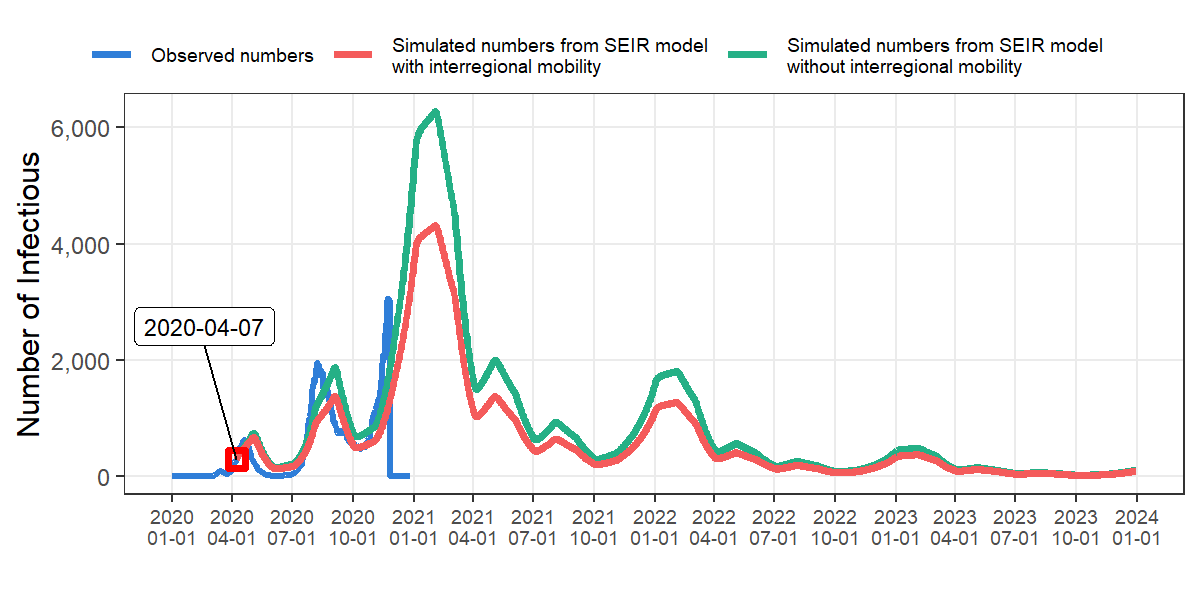 Observed numbers
Simulated numbers from SEIR model
with interregional mobility
Simulated numbers from SEIR model
without interregional mobility
Number of Infectious
6,000
4,000
2,000
0
2020-04-07
2020 2020 2020 2020 2021 2021 2021 2021 2022 2022 2022 2022 2023 2023 2023 2023 2024
01-01 04-01 07-01 10-01 01-01 04-01 07-01 10-01 01-01 04-01 07-01 10-01 01-01 04-01 07-01 10-01 01-01